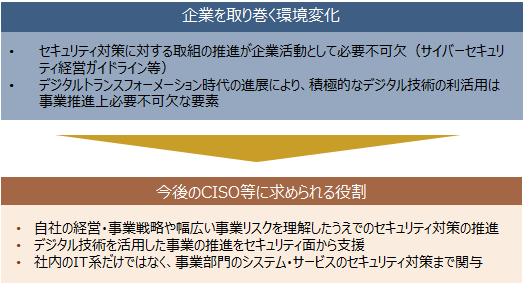 企業を取り巻く環境変化
• セキュリティ対策に対する取組の推進が企業活動として必要不可欠（サイバーセキュリ
ティ経営ガイドライン等）
• デジタルトランスフォーメーション時代の進展により、積極的なデジタル技術の利活用は
事業推進上必要不可欠な要素
今後のCISO等に求められる役割
• 自社の経営・事業戦略や幅広い事業リスクを理解したうえでのセキュリティ対策の推進
• デジタル技術を活用した事業の推進をセキュリティ面から支援
• 社内のIT系だけではなく、事業部門のシステム・サービスのセキュリティ対策まで関与